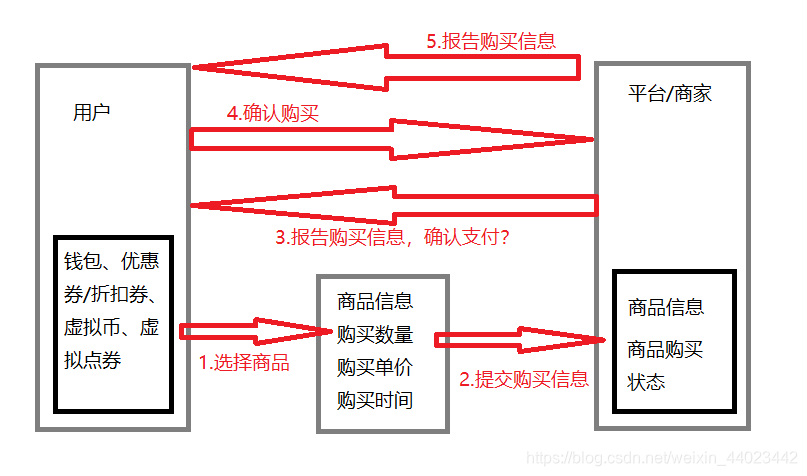 5.报告购买信息
用户
平台/商家
4.确认购买
3.报告购买信息，确认支付?
钱包、优惠
券/折扣券、
虚拟币、虚
拟点券
1.选择商品
商品信息
购买数量
购买单价
购买时间
2.提交购买信息
商品信息
商品购买
状态
https://blog.csdn.net/weixin_44023442